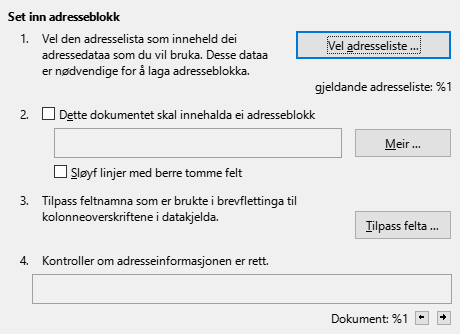 Set inn adresseblokk
1. Vel den adresselista som inneheld dei
adressedataa som du vil bruka. Desse dataa
er nødvendige for å laga adresseblokka.
Vel adresseliste ...
gjeldande adresseliste: %1
2. Dette dokumentet skal innehalda ei adresseblokk
Meir ...
Sløyf linjer med berre tomme felt
3. Tilpass feltnamna som er brukte i brevflettinga til
kolonneoverskriftene i datakjelda.
Tilpass felta ...
4. Kontroller om adresseinformasjonen er rett.
Dokument: %1